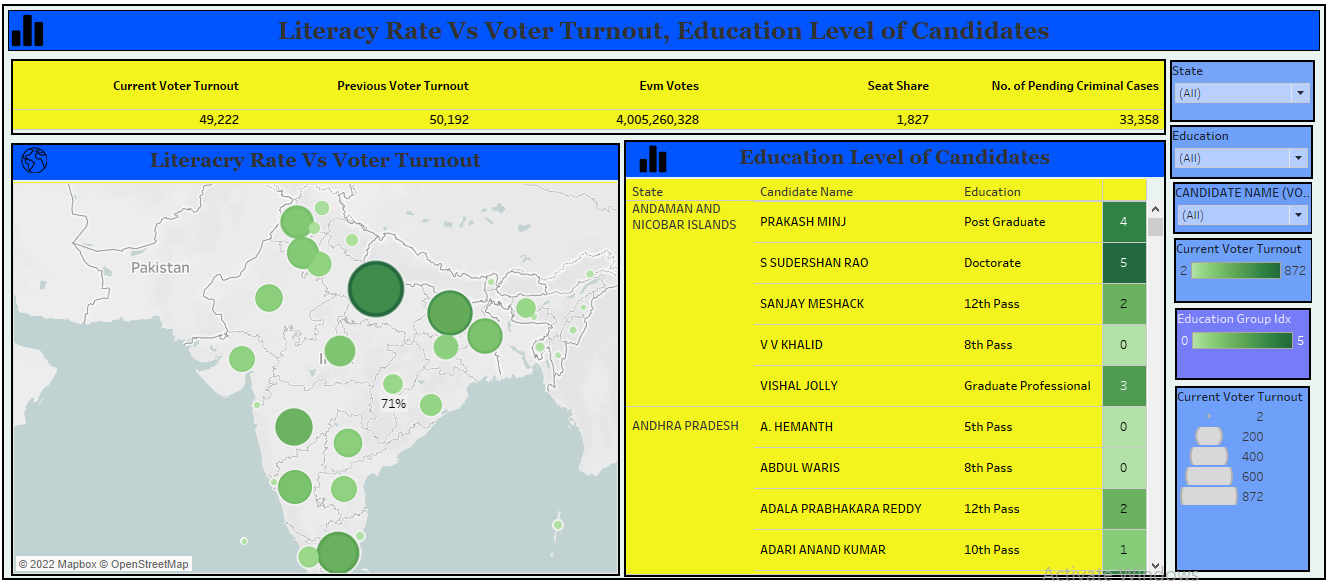 Literacy Rate Vs Voter Turnout, Education Level of Candidates
Current Voter Turnout Previous Voter Turnout Evm Votes Seat Share No. of Pending Criminal Cases
49,222 50,192 4,005,260,328 1,827 33,358
State
(All)
Education
(All)
CANDIDATE NAME (VO..
(All)
Current Voter Turnout
2 872
Education Group Idx
0 5
Current Voter Turnout
2
200
400
600
872
Literacry Rate Vs Voter Turnout
Pakistan
71%
© 2022 Mapbox © OpenStreetMap
Education Level of Candidates
State Candidate Name Education
ANDAMAN AND
NICOBAR ISLANDS
PRAKASH MINJ Post Graduate 4
S SUDERSHAN RAO Doctorate 5
SANJAY MESHACK 12th Pass 2
V V KHALID 8th Pass 0
VISHAL JOLLY Graduate Professional 3
ANDHRA PRADESH A. HEMANTH 5th Pass 0
ABDUL WARIS 8th Pass 0
ADALA PRABHAKARA REDDY 12th Pass 2
ADARI ANAND KUMAR 10th Pass 1
Activate Windows